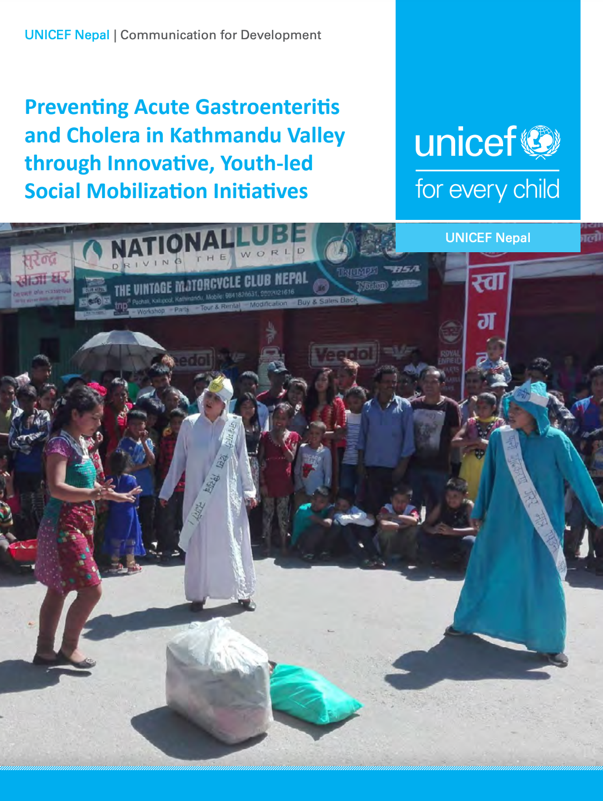 UNICEF Nepal | Communication for Development
Preventing Acute Gastroenteritis
and Cholera in Kathmandu Valley
through Innovative, Youth-led
Social Mobilization Initiatives
unicef
for every child
UNICEF Nepal
NATIONALLUBE
DRIVING THE WORLD
THE VINTAGE MOTORCYCLE CLUB NEPAL
Workshop - Party - Tour & Rental - Modification - Buy & Sales Back
BSA
सुरेन्द्र
खाजा घर
Veedol
स्वा
ग